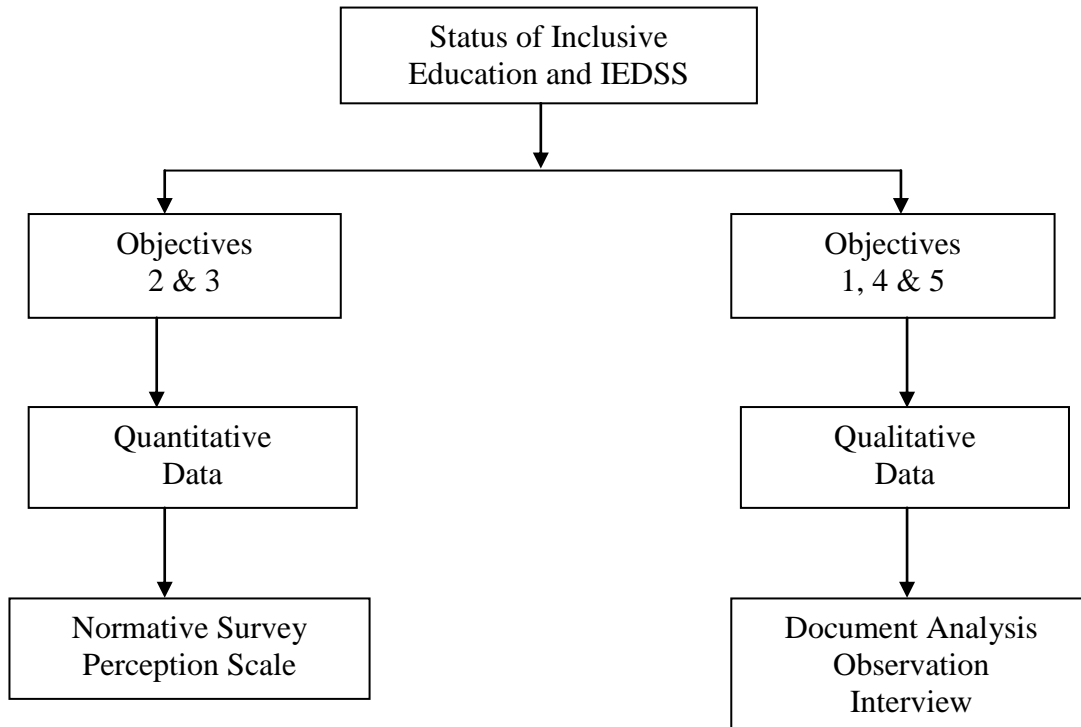 Status of Inclusive
Education and IEDSS
Objectives
2 & 3
Objectives
1, 4 & 5
Quantitative
Data
Qualitative
Data
Normative Survey
Perception Scale
Document Analysis
Observation
Interview